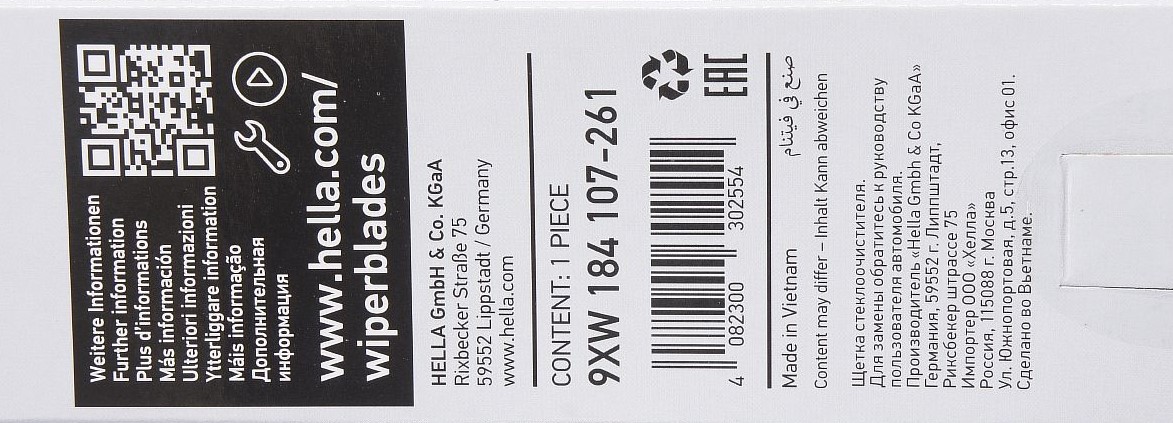 Weitere Informationen
Further information
Plus d'informations
Más información
Ulteriori informazioni
Ytterliggare information
Máis informação
Дополнительная
информация
www.hella.com/
wiperblades
HELLA GmbH & Co. KGaA
Rixbecker Straße 75
59552 Lippstadt / Germany
www.hella.com
CONTENT: 1 PIECE
9XW 184 107-261
4 082300 302554
EAC
Made in Vietnam صنع في فيتنام
Content may differ – Inhalt Kann abweichen
Щетка стеклоочистителя.
Для замены обратитесь к руководству
пользователя автомобиля.
Производитель «Hella Gmbh & Co KGaA»
Германия, 59552 г. Липпштадт,
Риксбекер штрассе 75
Импортер ООО «Хелла»
Россия, 115088 г. Москва
Ул. Южнопортовая, д.5, стр.13, офис 01.
Сделано во Вьетнаме.